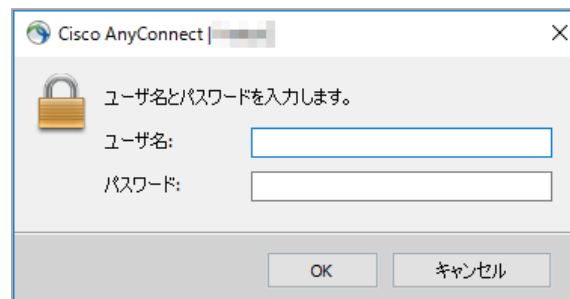 Cisco AnyConnect |
ユーザ名とパスワードを入力します。
ユーザ名:
パスワード:
OK
キャンセル